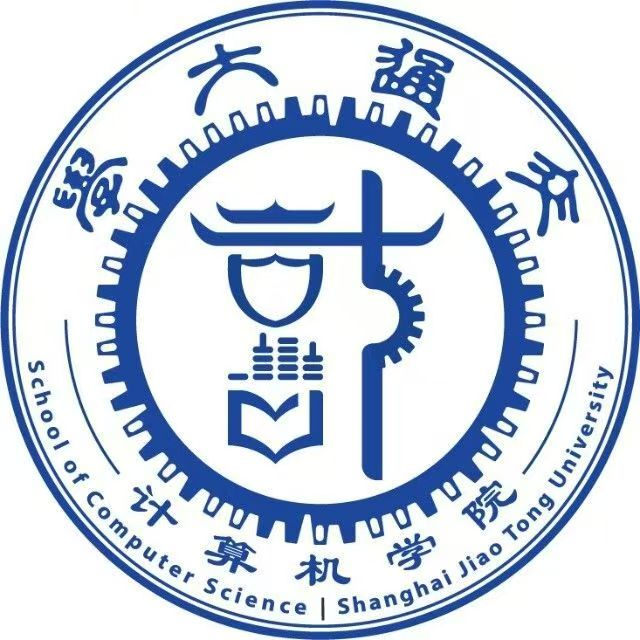 交通大學
计算机学院
School of Computer Science | Shanghai Jiao Tong University